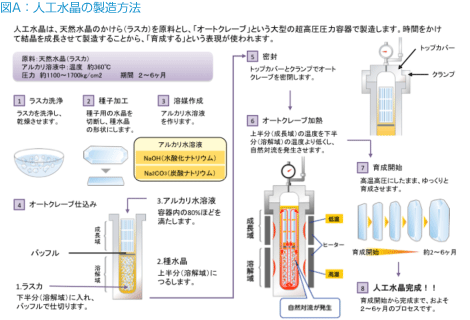 図A：人工水晶の製造方法
人工水晶は、天然水晶のかけら(ラスカ)を原料とし、「オートクレーブ」という大型の超高圧圧力容器で製造します。時間をかけ
て結晶を成長させて製造することから、「育成する」という表現が使われます。
原料：天然水晶(ラスカ)
アルカリ溶液中：温度 約360℃
圧力 約1100～1700kg/cm2 期間 2～6ヶ月
1 ラスカ洗浄
ラスカを洗浄し、
乾燥させます。
2 種子加工
種子用の水晶を
切断し、種水晶
の形状にします。
3 溶媒作成
アルカリ水溶液
を作ります。
アルカリ水溶液
NaOH(水酸化ナトリウム)
Na2CO3(炭酸ナトリウム)
4 オートクレーブ仕込み
3.アルカリ水溶液
容器内の80%ほどを
満たします。
成長域
バッフル
溶解域
2.種水晶
上半分(成長域)に
つるします。
1.ラスカ
下半分(溶解域)に入れ、
バッフルで仕切ります。
5 密封
トップカバーとクランプでオート
クレーブを密閉します。
トップカバー
クランプ
6 オートクレーブ加熱
上半分(成長域)の温度を下半
分(溶解域)の温度より低くし、
自然対流を発生させます。
成長域
溶解域
低温
ヒーター
高温
自然対流が発生
7 育成開始
高温高圧にしたまま、ゆっくりと
育成させます。
育成開始
約2～6ヶ月
8 人工水晶完成！！
育成開始から完成まで、およそ
2～6ヶ月のプロセスです。